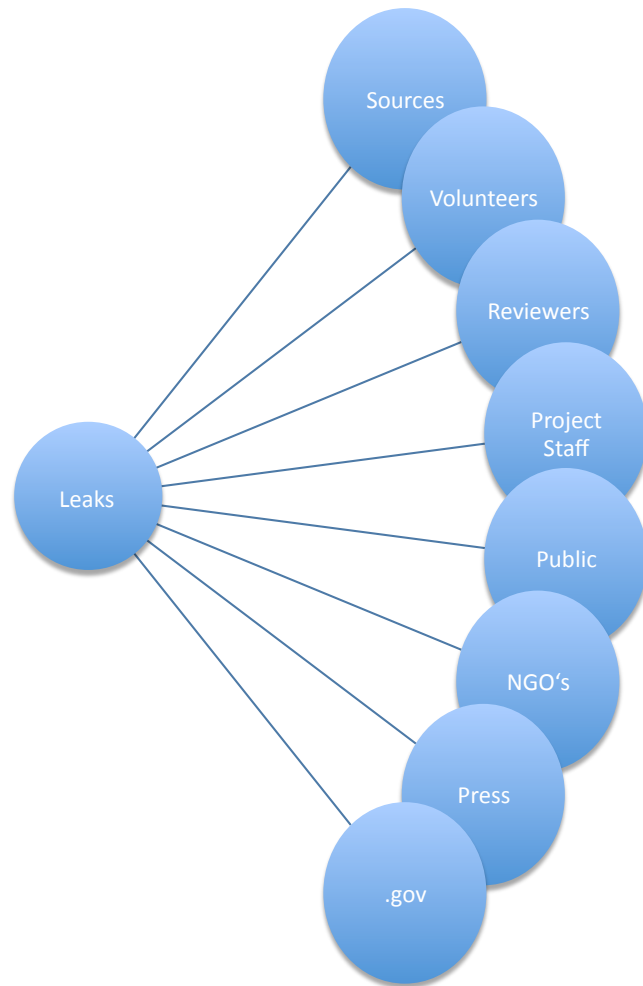 Sources
Volunteers
Reviewers
Project
Staff
Leaks
Public
NGO‘s
Press
.gov